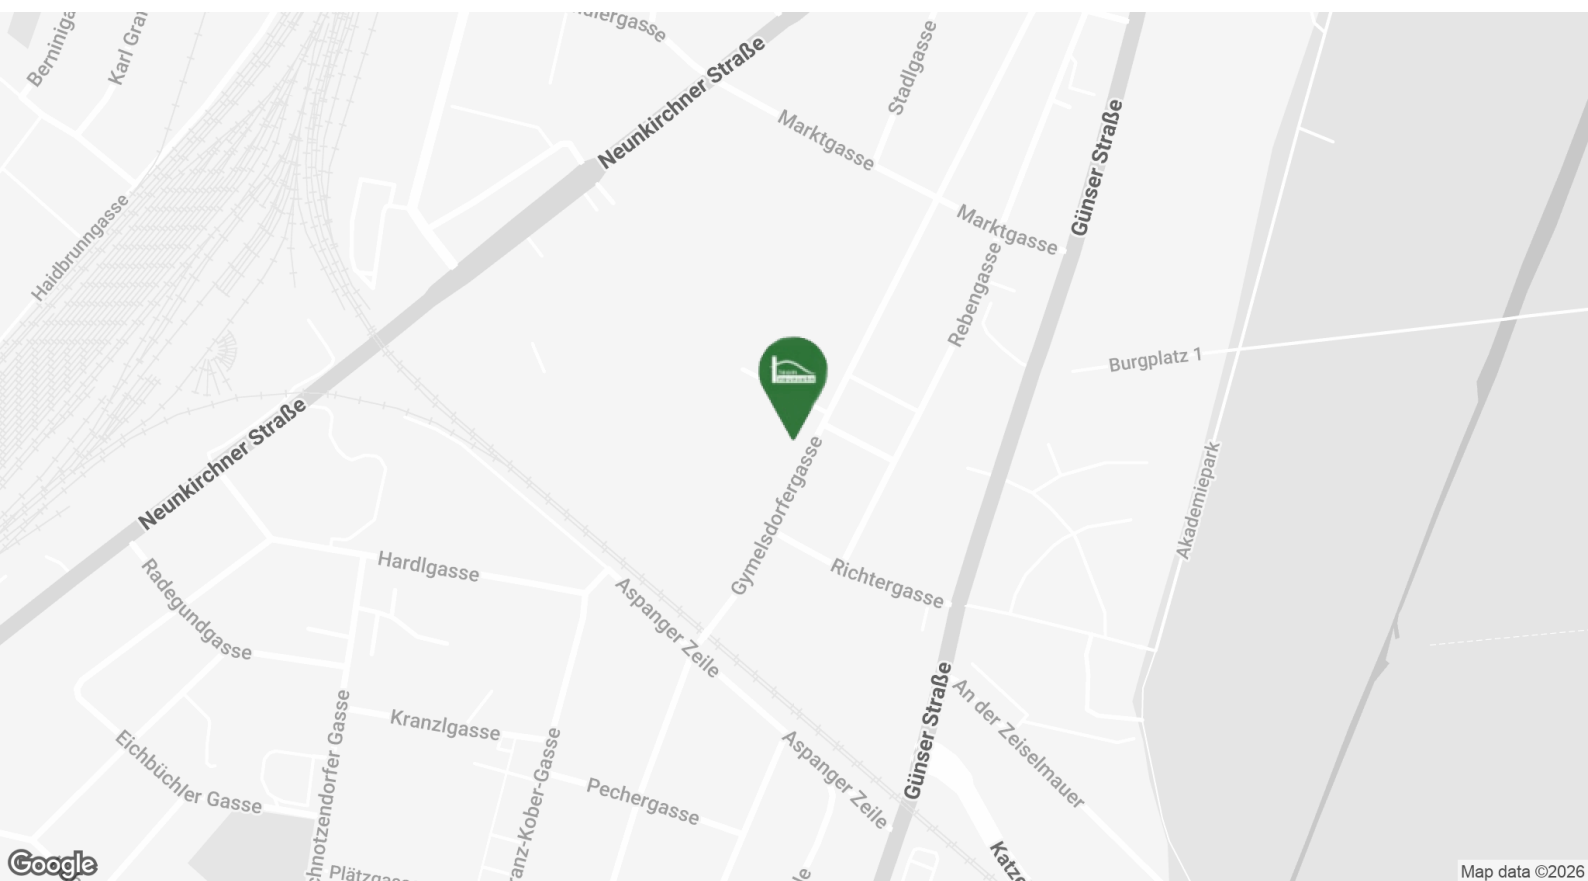 Neunkirchner Straße
Stadlgasse
Marktgasse
Günser Straße
Haidbrunngasse
Marktgasse
Rebengasse
Burgplatz 1
Neunkirchner Straße
Gymelsdorfergasse
Akademiepark
Hardlgasse
Richtergasse
Radegundgasse
Aspanger Zeile
Günser Straße
An der Zeiselmauer
Kranzlgasse
Eichbüchler Gasse
Pechergasse
Aspanger Zeile
Google
Map data ©2026